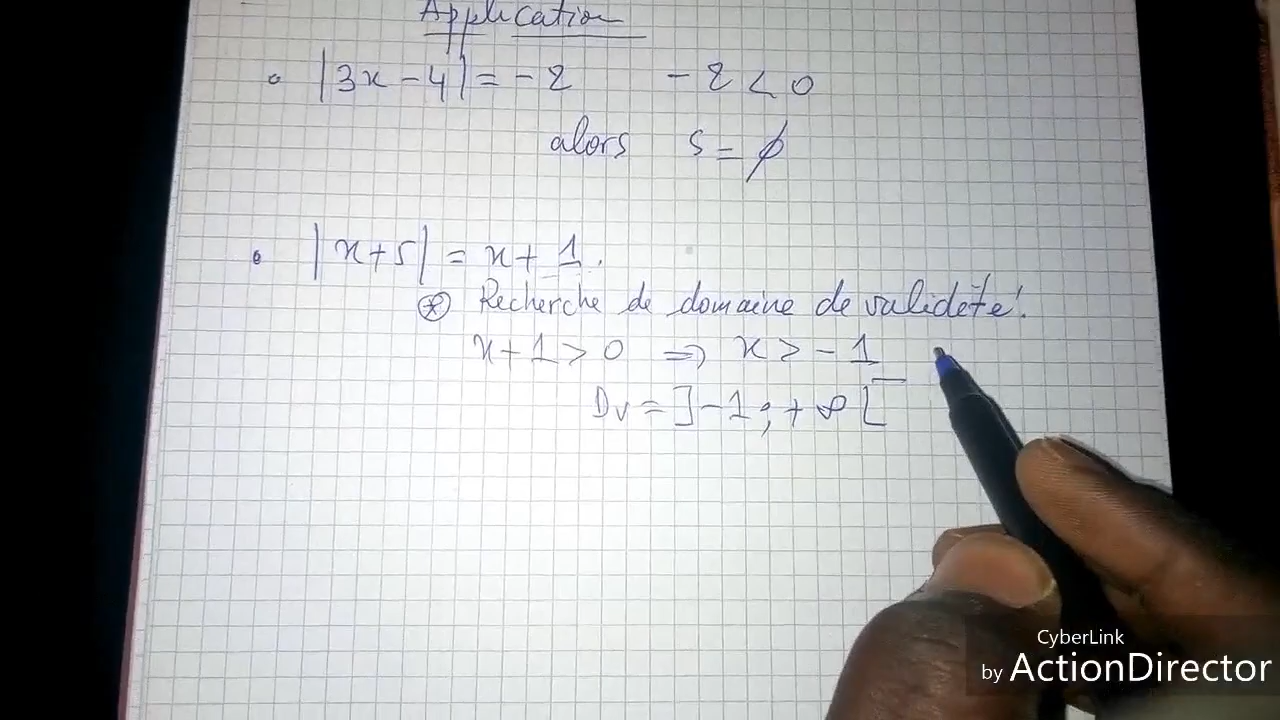 Application
• |3x-4| = -2 -2 < 0
alors S = ∅
• |x+5| = x+1.
⊛ Recherche de domaine de validète'.
x+1 > 0 => x > -1
Dv = ]-1; +∞[
CyberLink
by ActionDirector